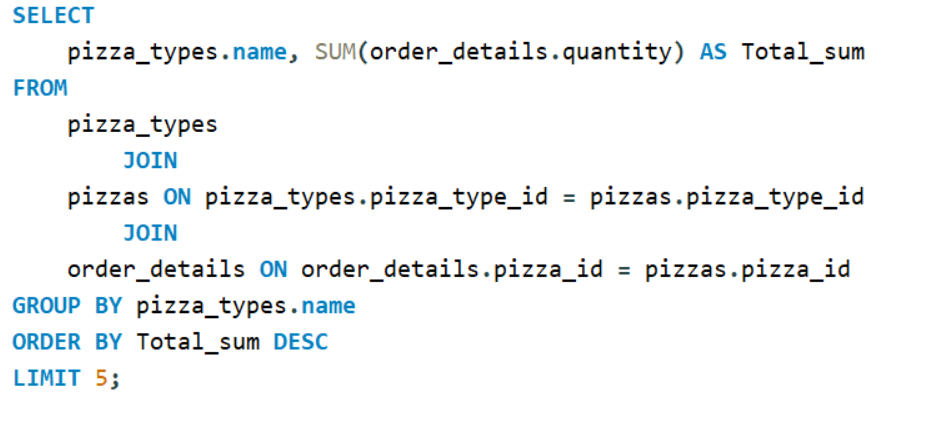 SELECT
    pizza_types.name, SUM(order_details.quantity) AS Total_sum
FROM
    pizza_types
        JOIN
    pizzas ON pizza_types.pizza_type_id = pizzas.pizza_type_id
        JOIN
    order_details ON order_details.pizza_id = pizzas.pizza_id
GROUP BY pizza_types.name
ORDER BY Total_sum DESC
LIMIT 5;